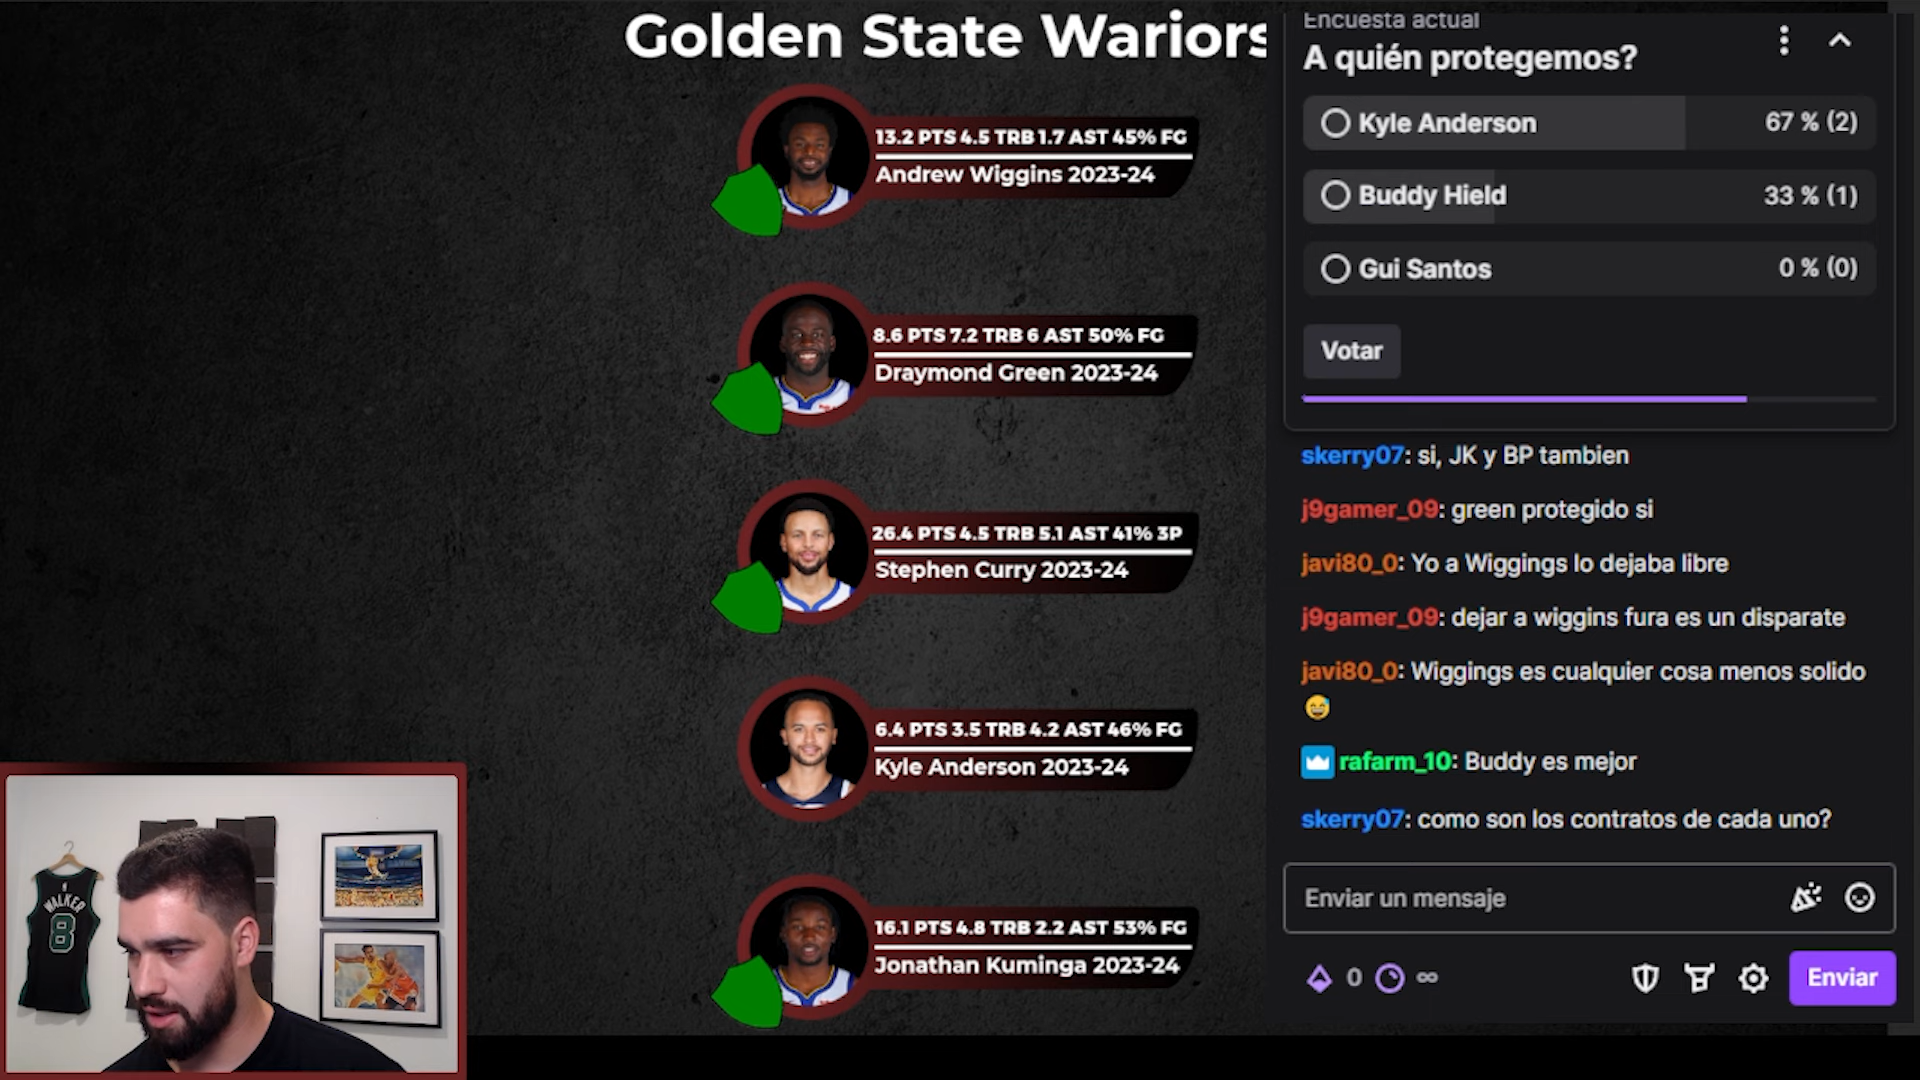 Golden State Wariors
13.2 PTS 4.5 TRB 1.7 AST 45% FG
Andrew Wiggins 2023-24
8.6 PTS 7.2 TRB 6 AST 50% FG
Draymond Green 2023-24
26.4 PTS 4.5 TRB 5.1 AST 41% 3P
Stephen Curry 2023-24
6.4 PTS 3.5 TRB 4.2 AST 46% FG
Kyle Anderson 2023-24
16.1 PTS 4.8 TRB 2.2 AST 53% FG
Jonathan Kuminga 2023-24
WALKER
8
Encuesta actual
A quién protegemos?
Kyle Anderson 67 % (2)
Buddy Hield 33 % (1)
Gui Santos 0 % (0)
Votar
skerry07: si, JK y BP tambien
j9gamer_09: green protegido si
javi80_0: Yo a Wiggings lo dejaba libre
j9gamer_09: dejar a wiggins fura es un disparate
javi80_0: Wiggings es cualquier cosa menos solido
😅
rafarm_10: Buddy es mejor
skerry07: como son los contratos de cada uno?
Enviar un mensaje
0 ∞
Enviar